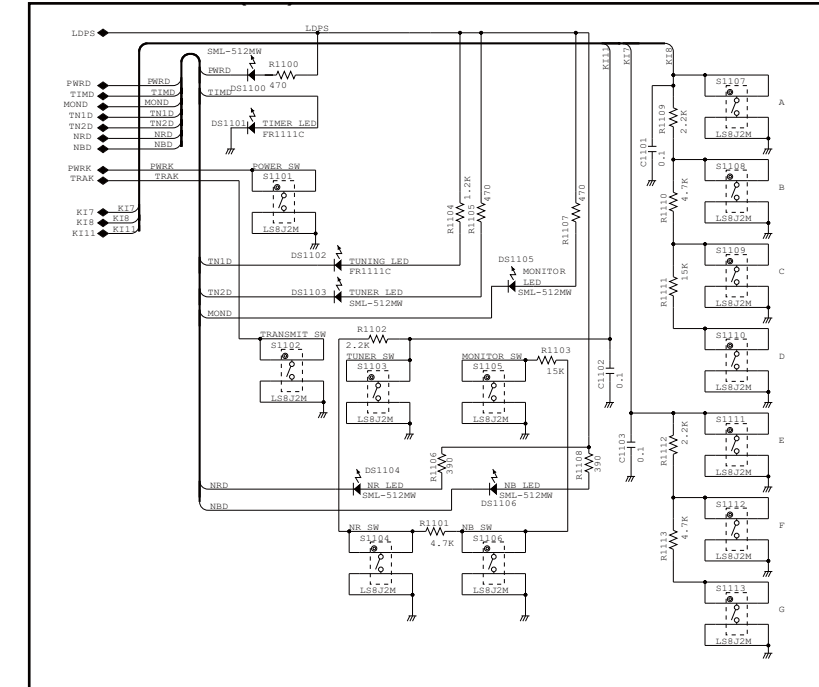 LDPS
LDPS
SML-512MW
R1100
470
PWRD
DS1100
PWRD
PWRD
TIMD
TIMD
TIMD
MOND
MOND
TN1D
TN1D
TN2D
TN2D
NRD
NRD
NBD
NBD
DS1101
TIMER LED
FR1111C
PWRK
PWRK
TRAK
TRAK
POWER SW
S1101
LS8J2M
KI7
KI7
KI8
KI8
KI11
KI11
KI11
KI7
KI8
R1104
1.2K
R1105
470
R1107
470
TN1D
DS1102
TUNING LED
FR1111C
DS1105
MONITOR
LED
SML-512MW
TN2D
DS1103
TUNER LED
SML-512MW
MOND
TRANSMIT SW
S1102
LS8J2M
R1102
2.2K
TUNER SW
S1103
LS8J2M
MONITOR SW
S1105
LS8J2M
R1103
15K
C1102
0.1
C1101
0.1
C1103
0.1
NRD
DS1104
NR LED
SML-512MW
R1106
390
NBD
NB LED
SML-512MW
DS1106
R1108
390
NR SW
S1104
LS8J2M
R1101
4.7K
NB SW
S1106
LS8J2M
R1109
2.2K
S1107
LS8J2M
A
R1110
4.7K
S1108
LS8J2M
B
R1111
15K
S1109
LS8J2M
C
S1110
LS8J2M
D
R1112
2.2K
S1111
LS8J2M
E
R1113
4.7K
S1112
LS8J2M
F
S1113
LS8J2M
G